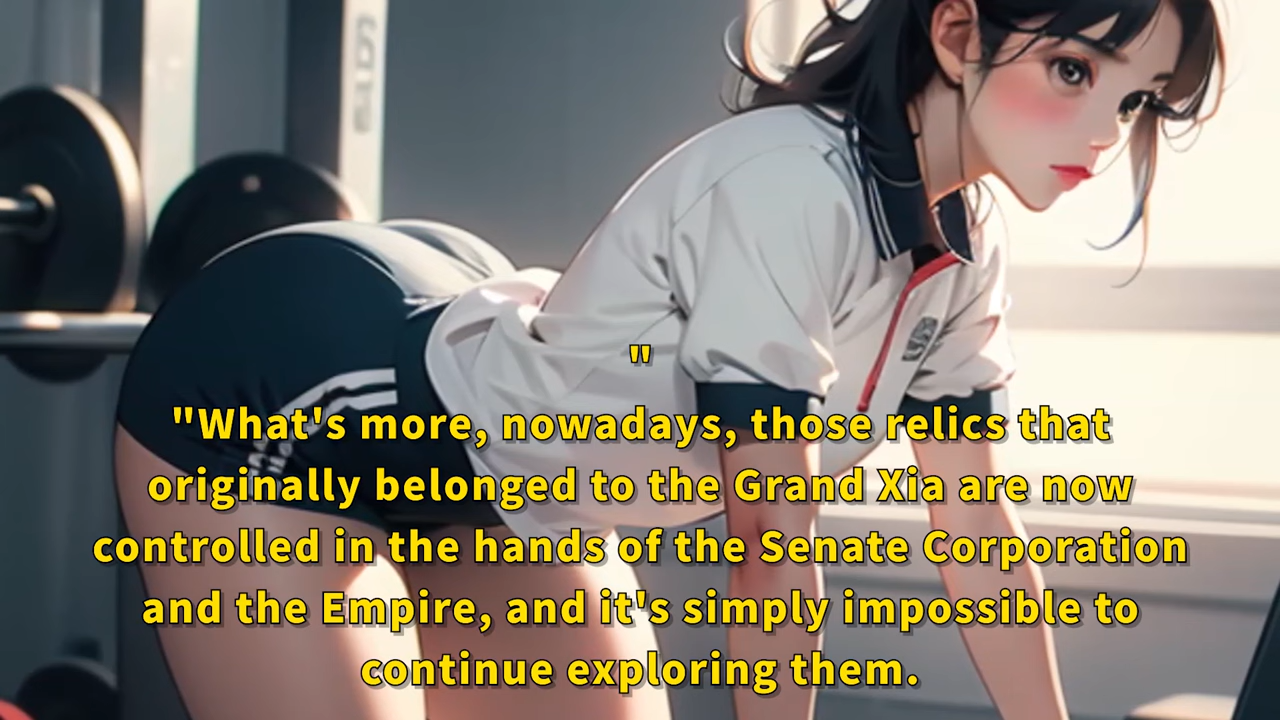 "
"What's more, nowadays, those relics that
originally belonged to the Grand Xia are now
controlled in the hands of the Senate Corporation
and the Empire, and it's simply impossible to
continue exploring them.